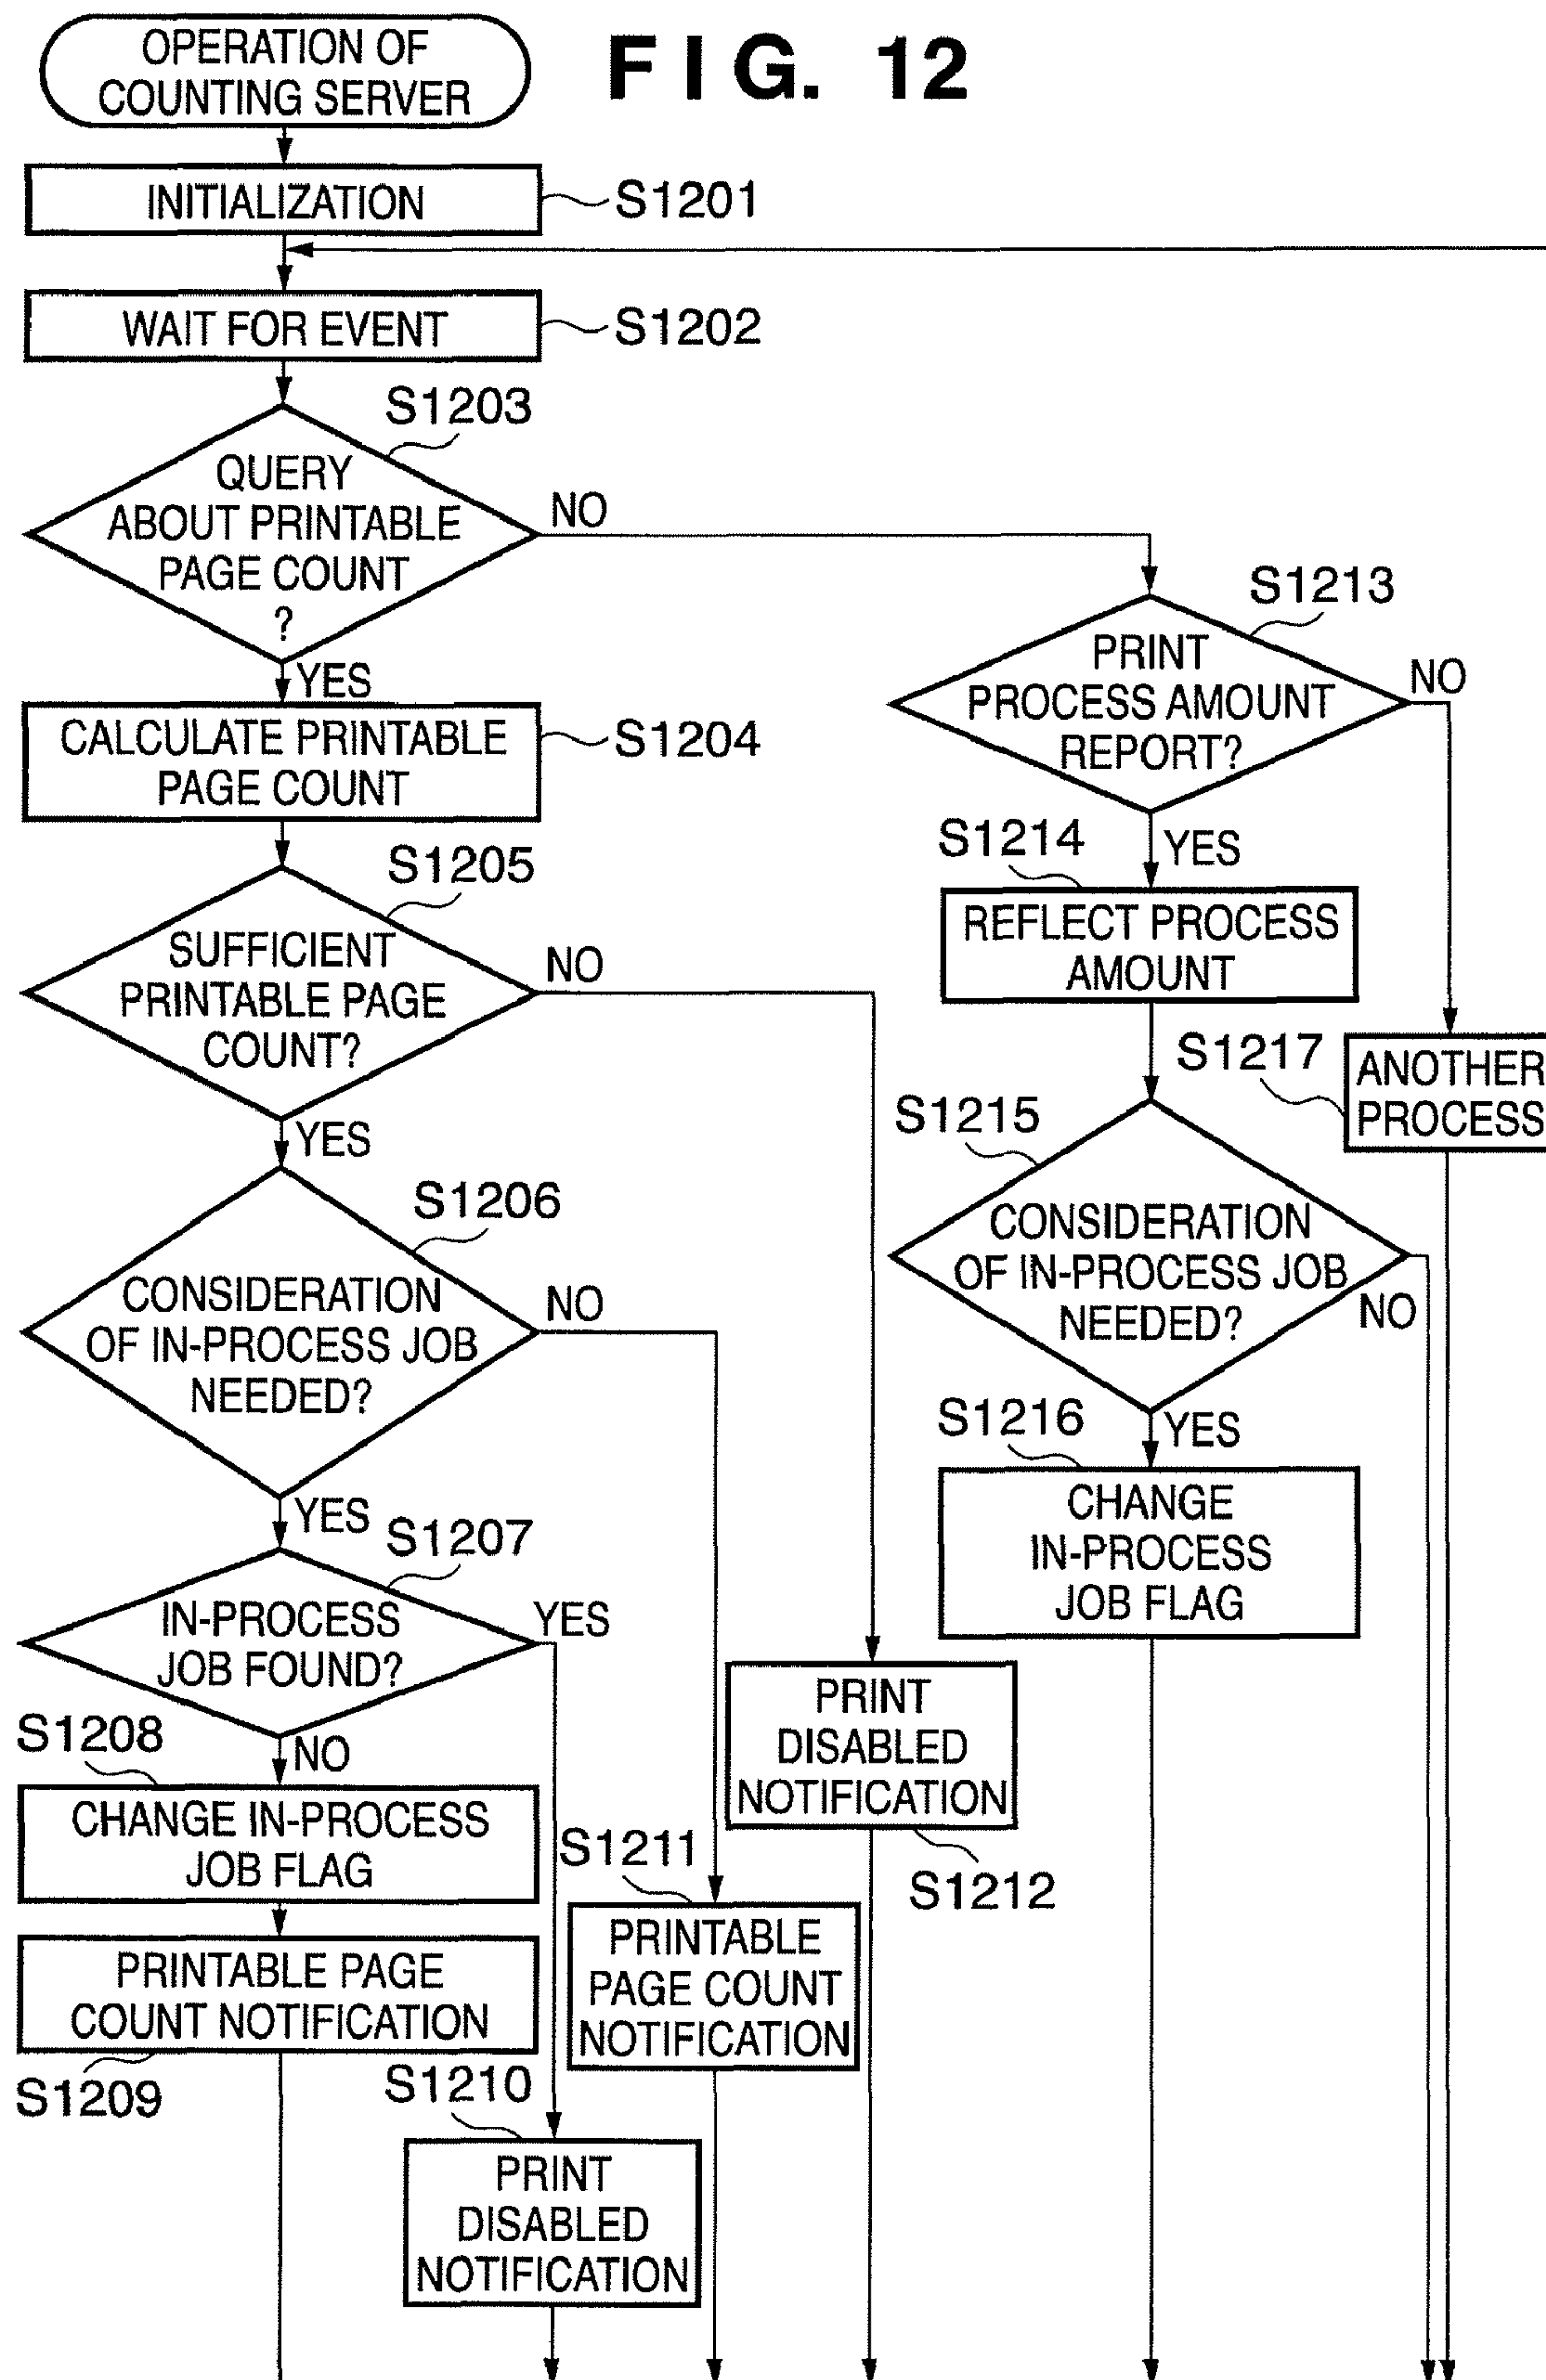 OPERATION OF
COUNTING SERVER
FIG. 12
INITIALIZATION
S1201
WAIT FOR EVENT
S1202
S1203
QUERY
ABOUT PRINTABLE
PAGE COUNT
?
NO
YES
CALCULATE PRINTABLE
PAGE COUNT
S1204
S1205
SUFFICIENT
PRINTABLE PAGE
COUNT?
NO
YES
S1206
CONSIDERATION
OF IN-PROCESS JOB
NEEDED?
NO
YES
S1207
IN-PROCESS
JOB FOUND?
YES
NO
S1208
CHANGE IN-PROCESS
JOB FLAG
PRINTABLE PAGE
COUNT NOTIFICATION
S1209
S1210
PRINT
DISABLED
NOTIFICATION
S1211
PRINTABLE
PAGE COUNT
NOTIFICATION
PRINT
DISABLED
NOTIFICATION
S1212
S1213
PRINT
PROCESS AMOUNT
REPORT?
NO
YES
S1214
REFLECT PROCESS
AMOUNT
S1215
CONSIDERATION
OF IN-PROCESS JOB
NEEDED?
NO
YES
S1216
CHANGE
IN-PROCESS
JOB FLAG
S1217
ANOTHER
PROCESS